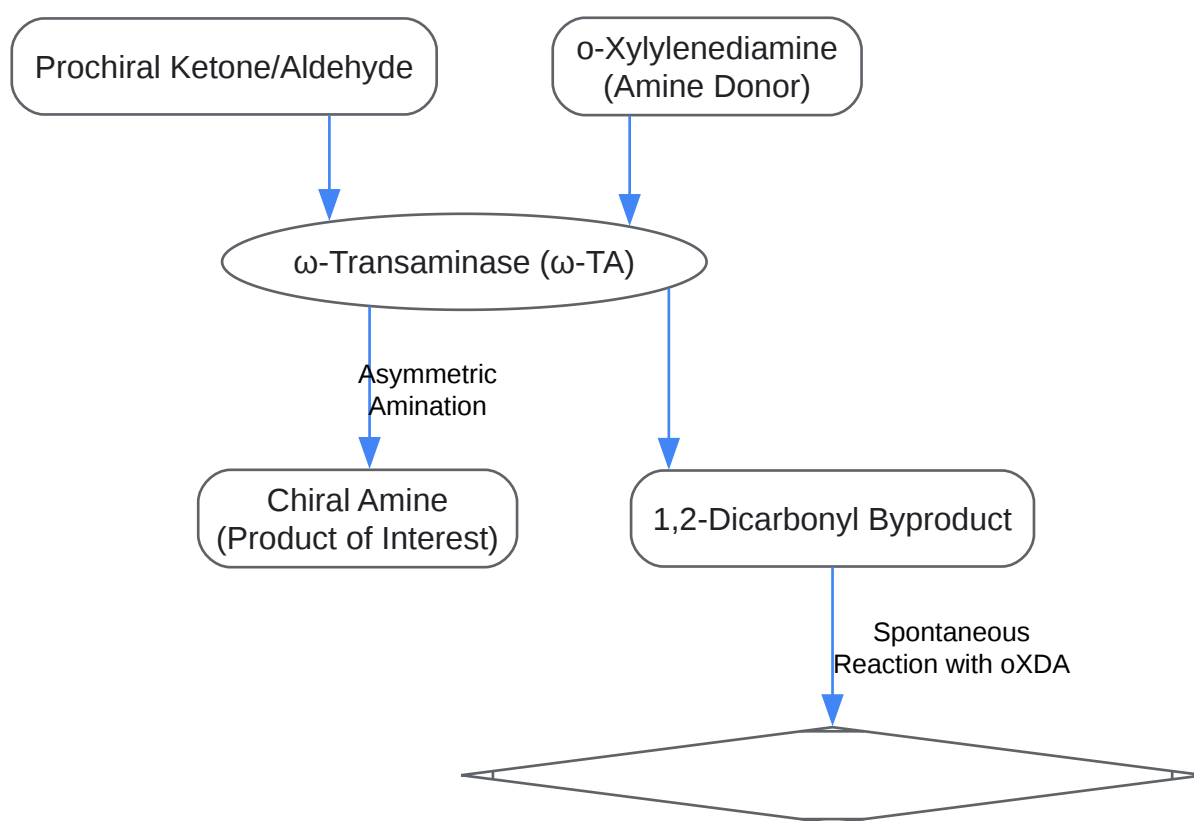 Prochiral Ketone/Aldehyde
o-Xylylenediamine
(Amine Donor)
ω-Transaminase (ω-TA)
Asymmetric
Amination
Chiral Amine
(Product of Interest)
1,2-Dicarbonyl Byproduct
Spontaneous
Reaction with oXDA